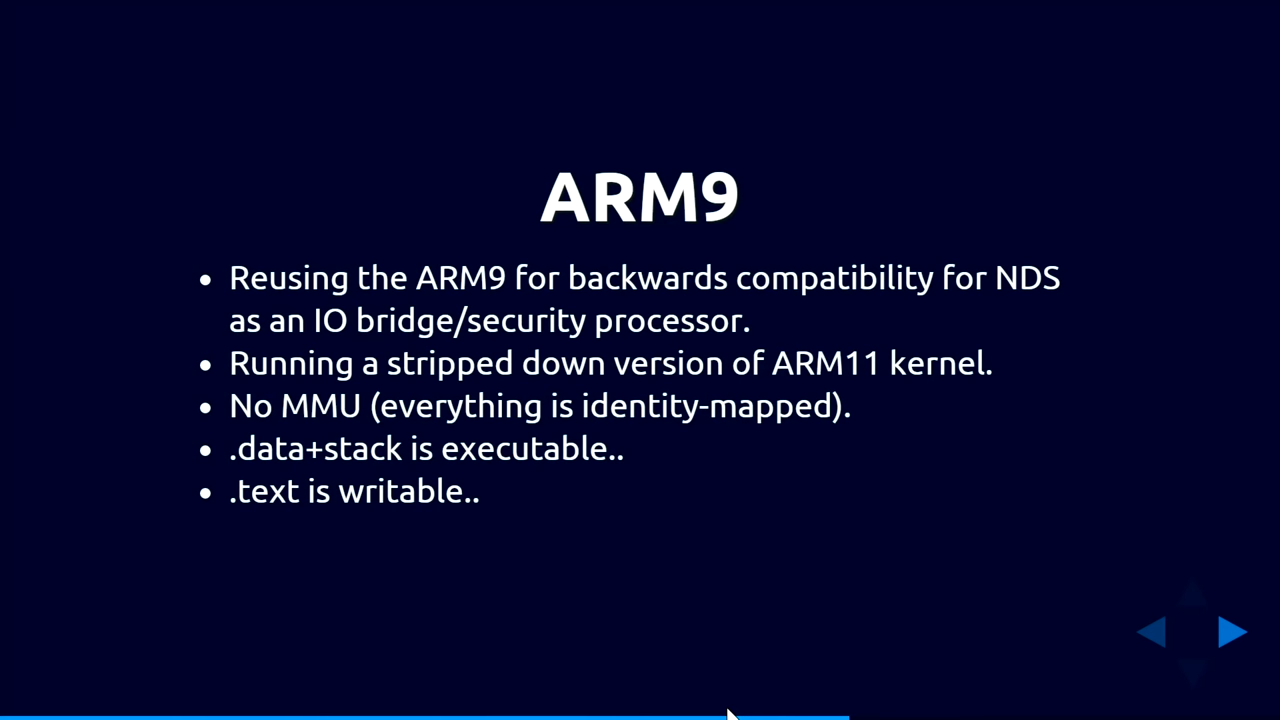 ARM9
• Reusing the ARM9 for backwards compatibility for NDS
as an IO bridge/security processor.
• Running a stripped down version of ARM11 kernel.
• No MMU (everything is identity-mapped).
• .data+stack is executable..
• .text is writable..